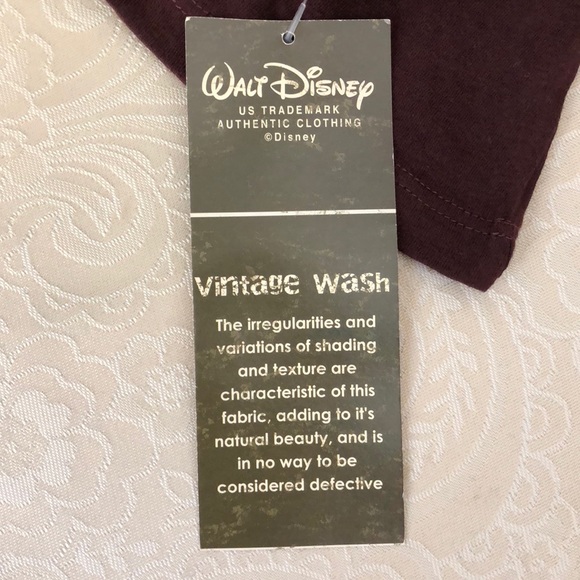 WALT DISNEY
US TRADEMARK
AUTHENTIC CLOTHING
©Disney
vintage wash
The irregularities and
variations of shading
and texture are
characteristic of this
fabric, adding to it's
natural beauty, and is
in no way to be
considered defective